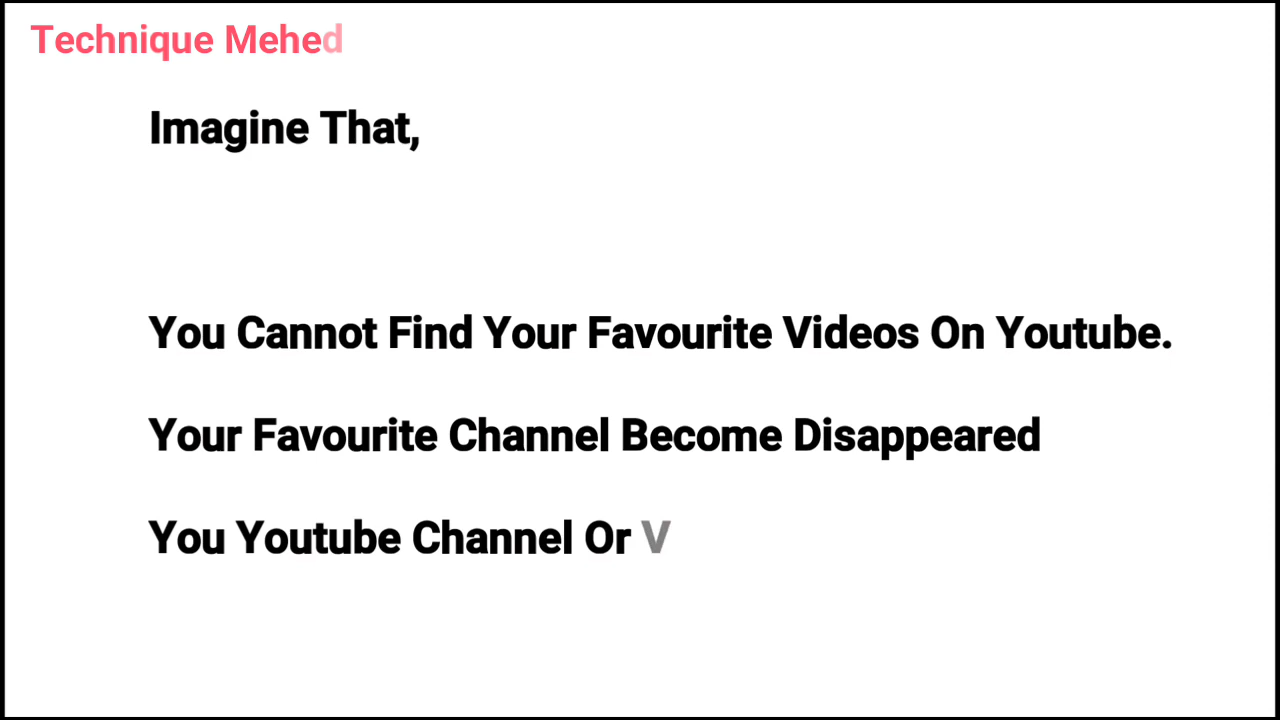 Technique Mehed
Imagine That,
You Cannot Find Your Favourite Videos On Youtube.
Your Favourite Channel Become Disappeared
You Youtube Channel Or V